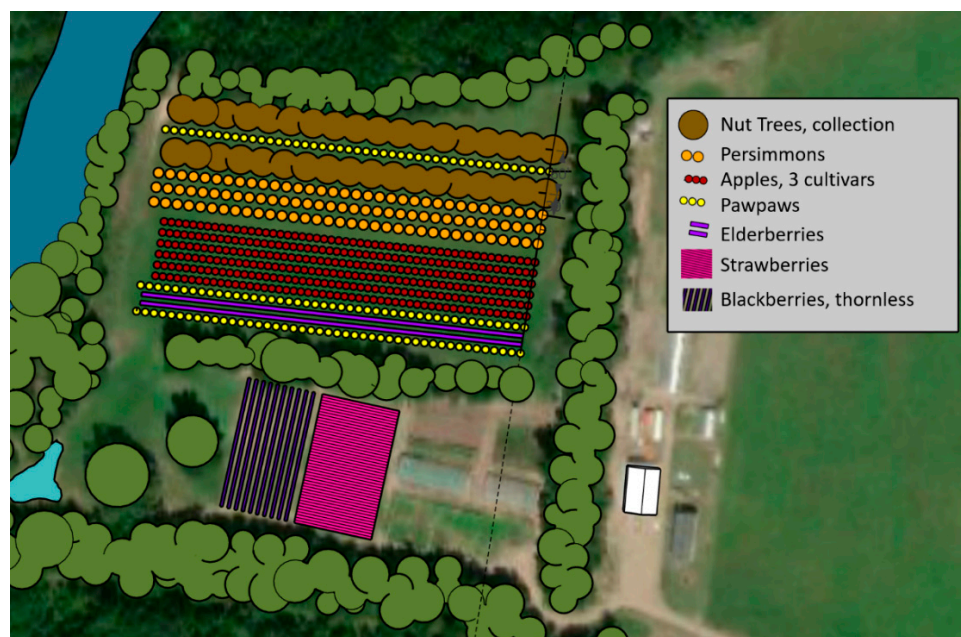 Nut Trees, collection
Persimmons
Apples, 3 cultivars
Pawpaws
Elderberries
Strawberries
Blackberries, thornless